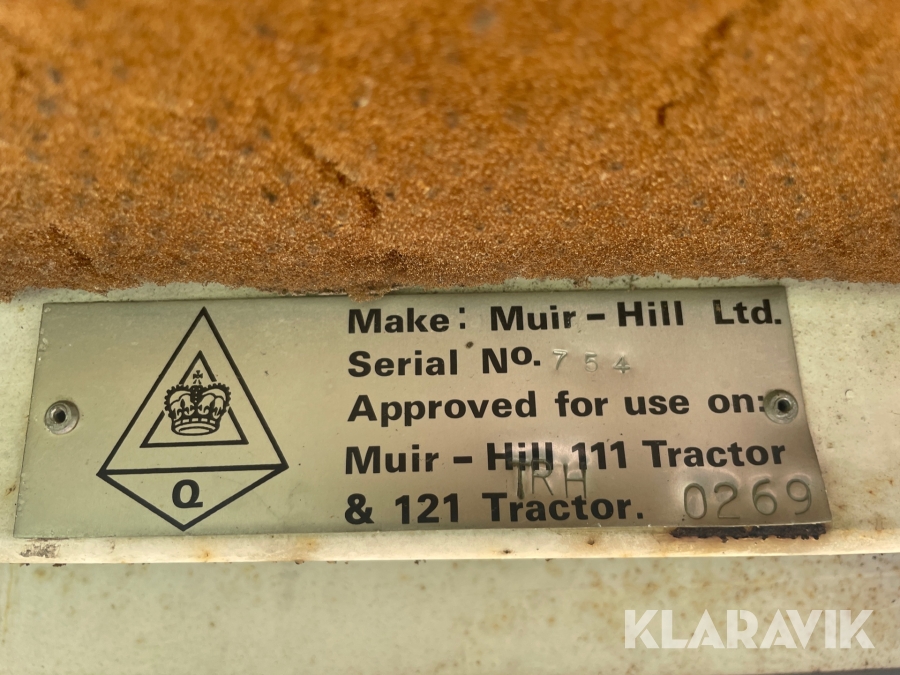 Make: Muir-Hill Ltd.
Serial No. 754
Approved for use on:
Muir-Hill 111 Tractor
TRH
& 121 Tractor. 0269
Q
KLARAVIK